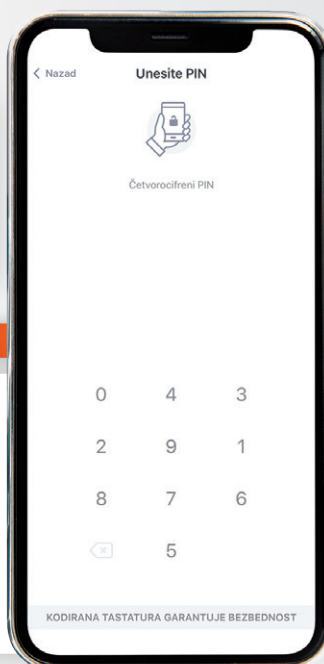 Nazad
Unesite PIN
Četvorocifreni PIN
0 4 3
2 9 1
8 7 6
5
KODIRANA TASTATURA GARANTUJE BEZBEDNOST